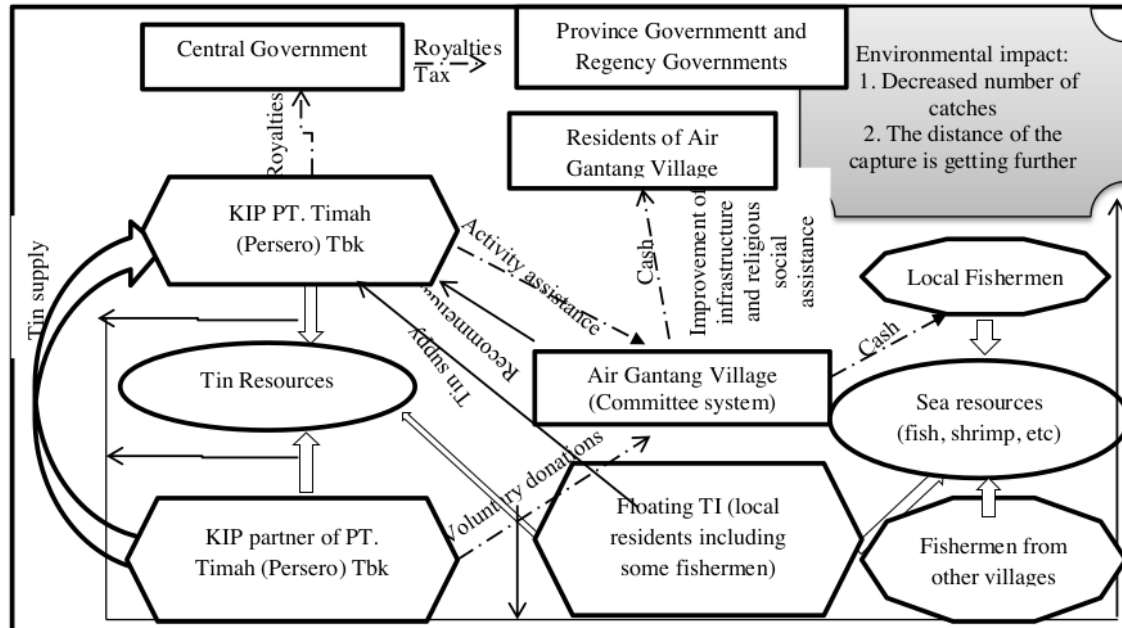 Central Government
Royalties
Tax
Province Governmentt and
Regency Governments
Environmental impact:
1. Decreased number of
catches
2. The distance of the
capture is getting further
Residents of Air
Gantang Village
Royalties
KIP PT. Timah
(Persero) Tbk
Tin supply
Activity assistance
Cash
Improvement of
infrastructure
and religious
social
assistance
Local Fishermen
Tin supply
Cash
Tin Resources
Air Gantang Village
(Committee system)
Sea resources
(fish, shrimp, etc)
Voluntary donations
KIP partner of PT.
Timah (Persero) Tbk
Floating TI (local
residents including
some fishermen)
Fishermen from
other villages